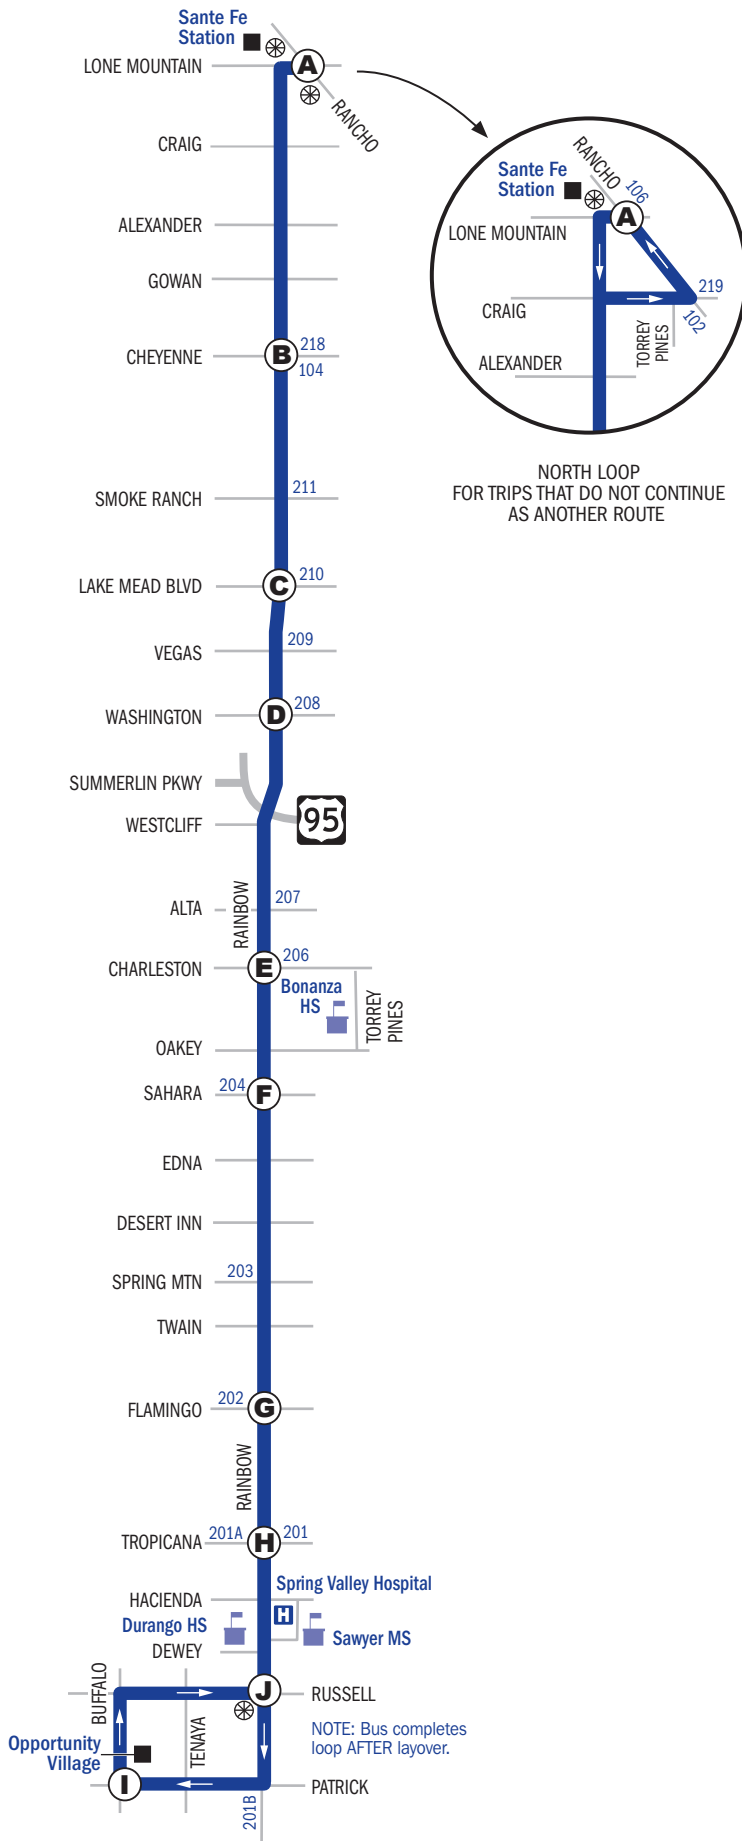 Sante Fe
Station
LONE MOUNTAIN
A
RANCHO
CRAIG
ALEXANDER
GOWAN
CHEYENNE
B
218
104
SMOKE RANCH
211
LAKE MEAD BLVD
C
210
VEGAS
209
WASHINGTON
D
208
SUMMERLIN PKWY
95
WESTCLIFF
ALTA
RAINBOW
207
CHARLESTON
E
206
Bonanza
HS
TORREY
PINES
OAKEY
SAHARA
204
F
EDNA
DESERT INN
SPRING MTN
203
TWAIN
FLAMINGO
202
G
RAINBOW
TROPICANA
201A
H
201
HACIENDA
Spring Valley Hospital
H
Durango HS
Sawyer MS
DEWEY
BUFFALO
J
RUSSELL
TENAYA
NOTE: Bus completes
loop AFTER layover.
Opportunity
Village
I
PATRICK
201B
RANCHO
106
Sante Fe
Station
A
LONE MOUNTAIN
219
CRAIG
102
TORREY
PINES
ALEXANDER
NORTH LOOP
FOR TRIPS THAT DO NOT CONTINUE
AS ANOTHER ROUTE